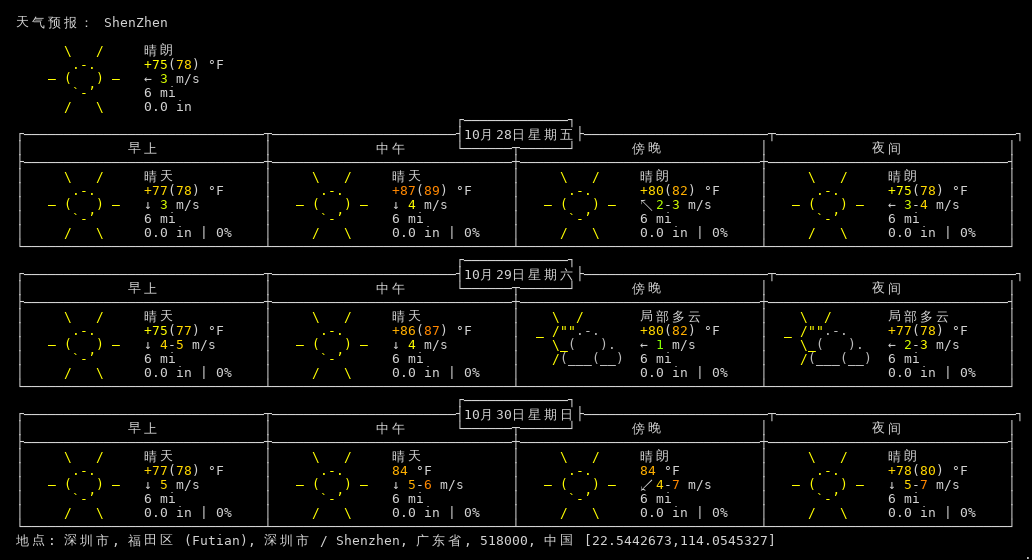 天气预报： ShenZhen
晴朗
+75(78) °F
← 3 m/s
6 mi
0.0 in
10月28日星期五
早上 中午 傍晚 夜间
晴天 晴天 晴朗 晴朗
+77(78) °F +87(89) °F +80(82) °F +75(78) °F
↓ 3 m/s ↓ 4 m/s ↖ 2-3 m/s ← 3-4 m/s
6 mi 6 mi 6 mi 6 mi
0.0 in | 0% 0.0 in | 0% 0.0 in | 0% 0.0 in | 0%
10月29日星期六
早上 中午 傍晚 夜间
晴天 晴天 局部多云 局部多云
+75(77) °F +86(87) °F +80(82) °F +77(78) °F
↓ 4-5 m/s ↓ 4 m/s ← 1 m/s ← 2-3 m/s
6 mi 6 mi 6 mi 6 mi
0.0 in | 0% 0.0 in | 0% 0.0 in | 0% 0.0 in | 0%
10月30日星期日
早上 中午 傍晚 夜间
晴天 晴天 晴朗 晴朗
+77(78) °F 84 °F 84 °F +78(80) °F
↓ 5 m/s ↓ 5-6 m/s ↙ 4-7 m/s ↓ 5-7 m/s
6 mi 6 mi 6 mi 6 mi
0.0 in | 0% 0.0 in | 0% 0.0 in | 0% 0.0 in | 0%
地点: 深圳市, 福田区 (Futian), 深圳市 / Shenzhen, 广东省, 518000, 中国 [22.5442673,114.0545327]